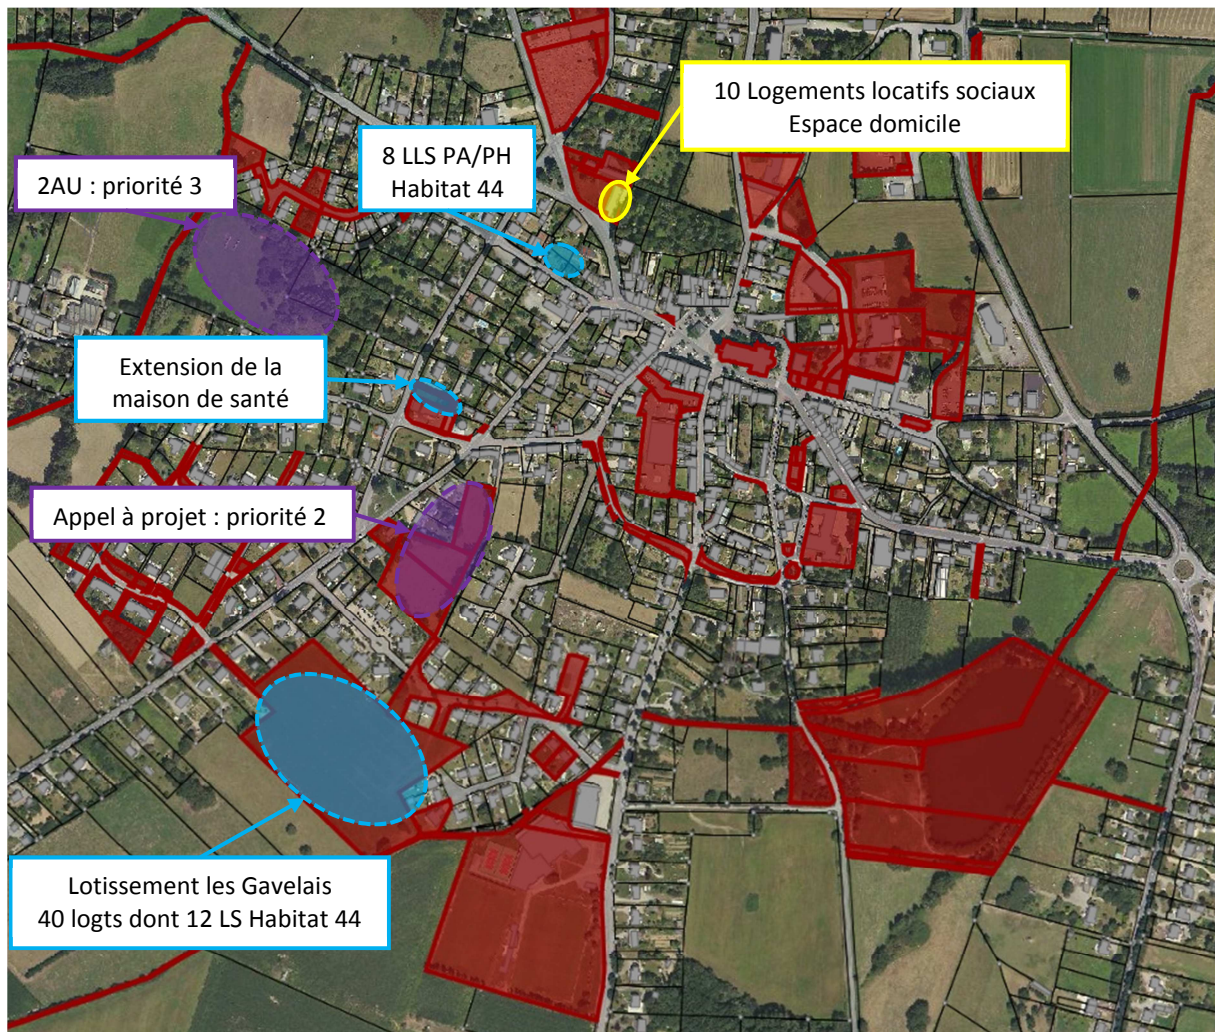 10 Logements locatifs sociaux
Espace domicile
8 LLS PA/PH
Habitat 44
2AU : priorité 3
Extension de la
maison de santé
Appel à projet : priorité 2
Lotissement les Gavelais
40 logts dont 12 LS Habitat 44